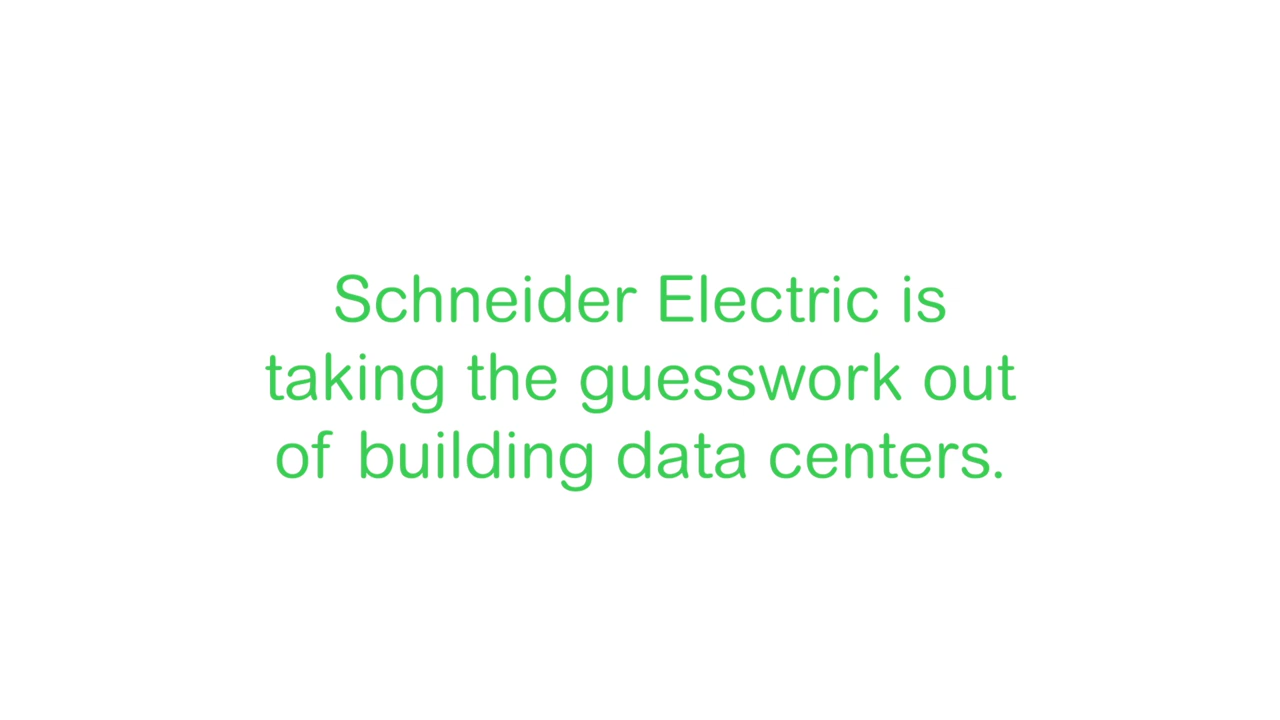 Schneider Electric is
taking the guesswork out
of building data centers.